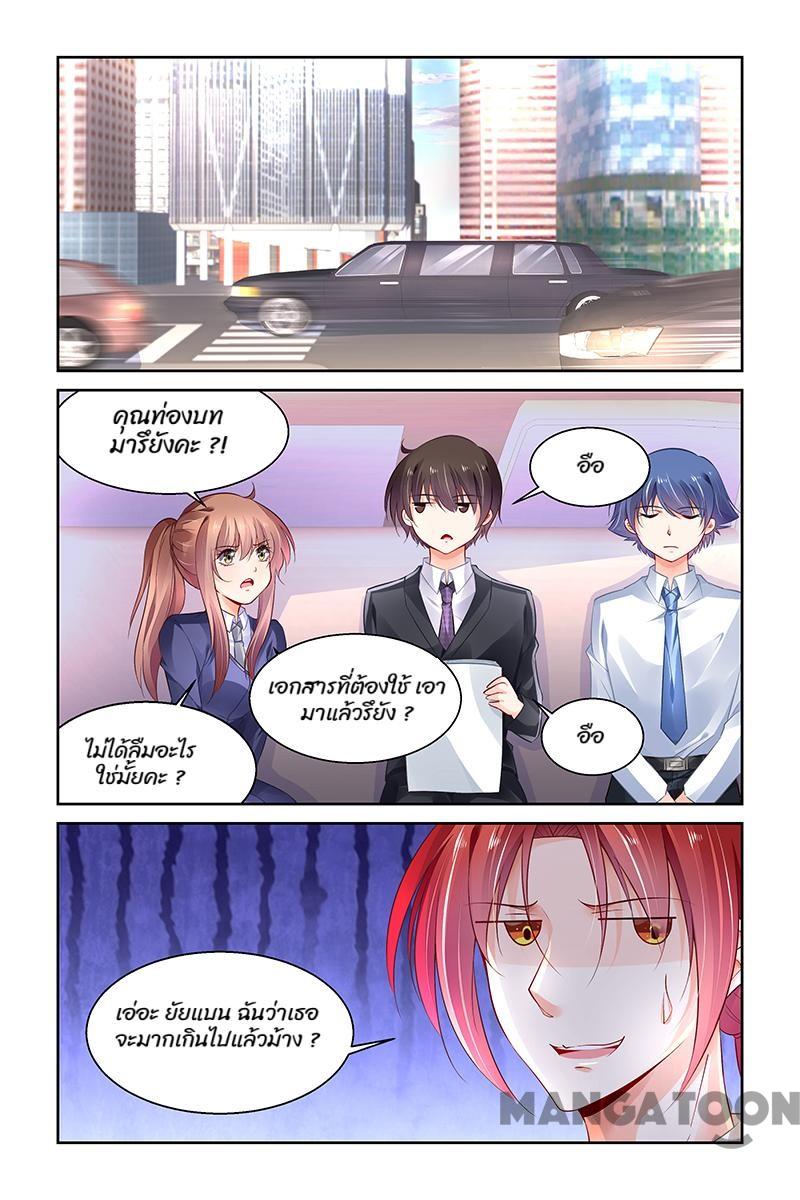 คุณท่องบท
มารึยังคะ ?!
อือ
เอกสารที่ต้องใช้ เอา
มาแล้วรึยัง ?
อือ
ไม่ได้ลืมอะไร
ใช่มั้ยคะ ?
เอ่อะ ยัยแบน ฉันว่าเธอ
จะมากเกินไปแล้วม้าง ?
MANGATOON